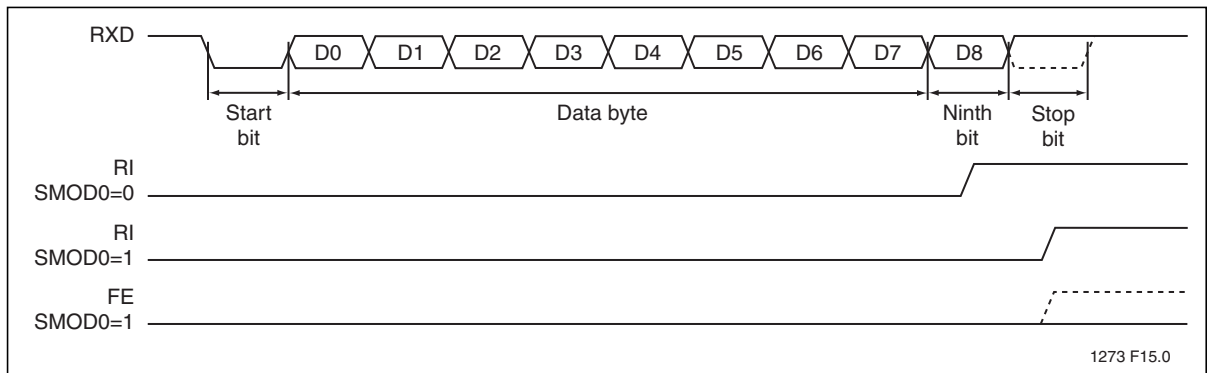 RXD
D0 D1 D2 D3 D4 D5 D6 D7 D8
Start
bit
Data byte
Ninth
bit
Stop
bit
RI
SMOD0=0
RI
SMOD0=1
FE
SMOD0=1
1273 F15.0